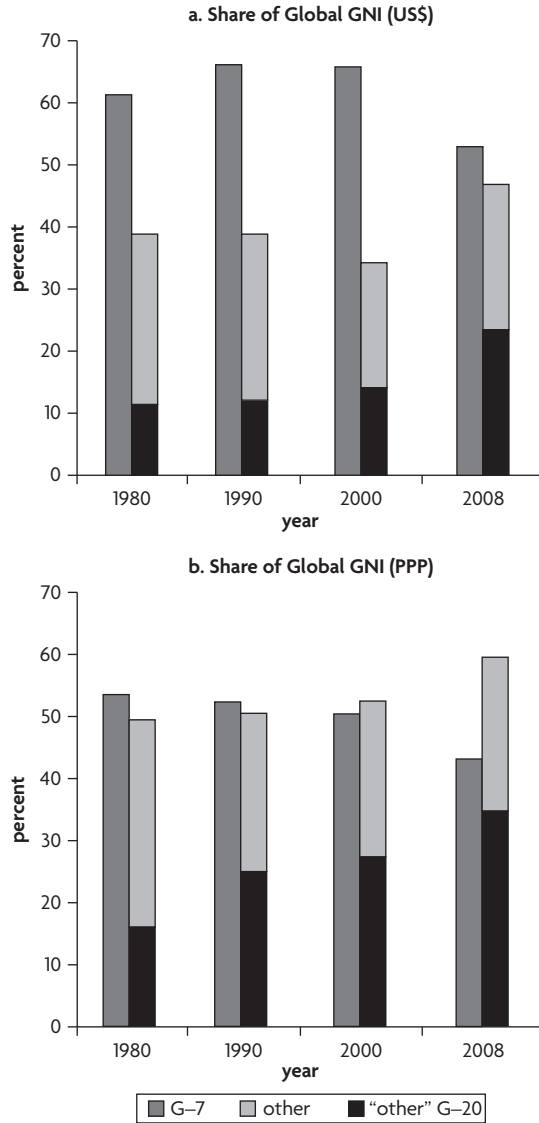 a. Share of Global GNI (US$)
70
60
50
40
30
20
10
0
percent
1980 1990 2000 2008
year
b. Share of Global GNI (PPP)
70
60
50
40
30
20
10
0
percent
1980 1990 2000 2008
year
G–7 other “other” G–20